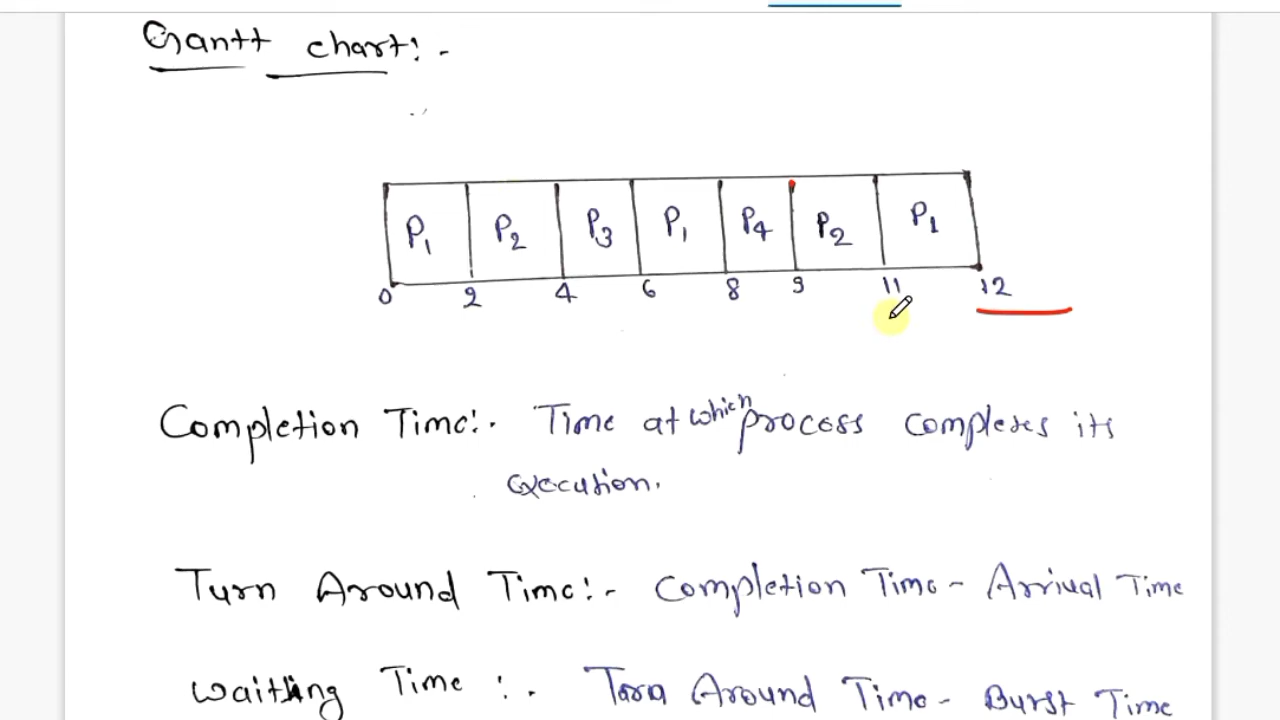 Gantt chart:-
P1 P2 P3 P1 P4 P2 P1
0 2 4 6 8 9 11 12
Completion Time:- Time at which process completes its
execution.
Turn Around Time:- Completion Time - Arrival Time
Waiting Time :- Turn Around Time - Burst Time